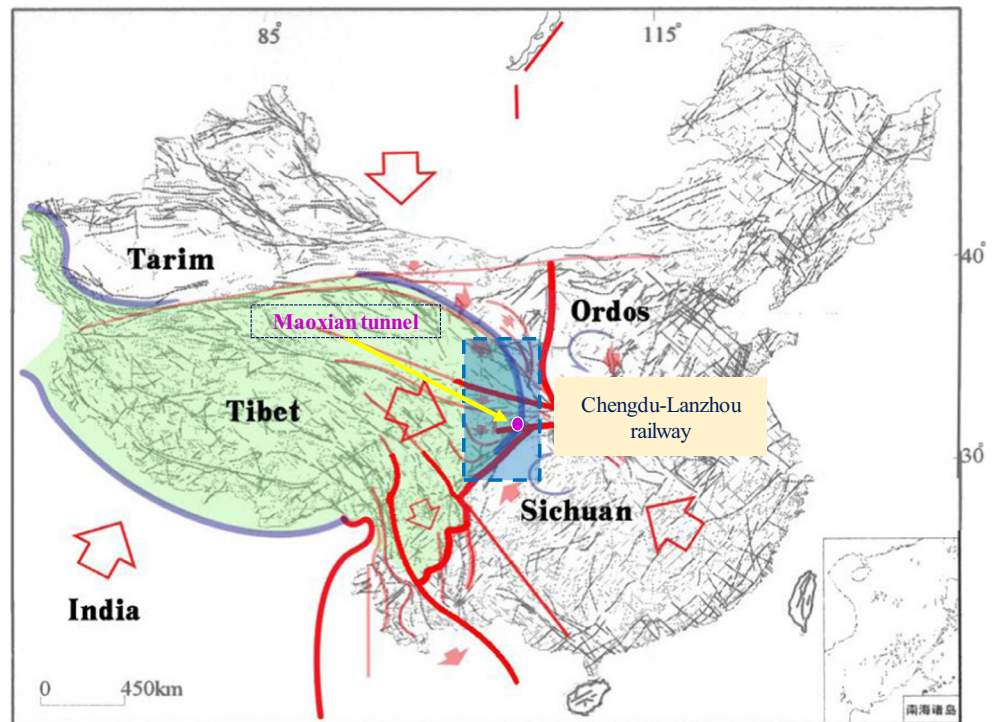 85°
115°
40°
Tarim
Ordos
Maoxian tunnel
Tibet
Chengdu-Lanzhou
railway
30°
Sichuan
India
0 450km
南海诸岛